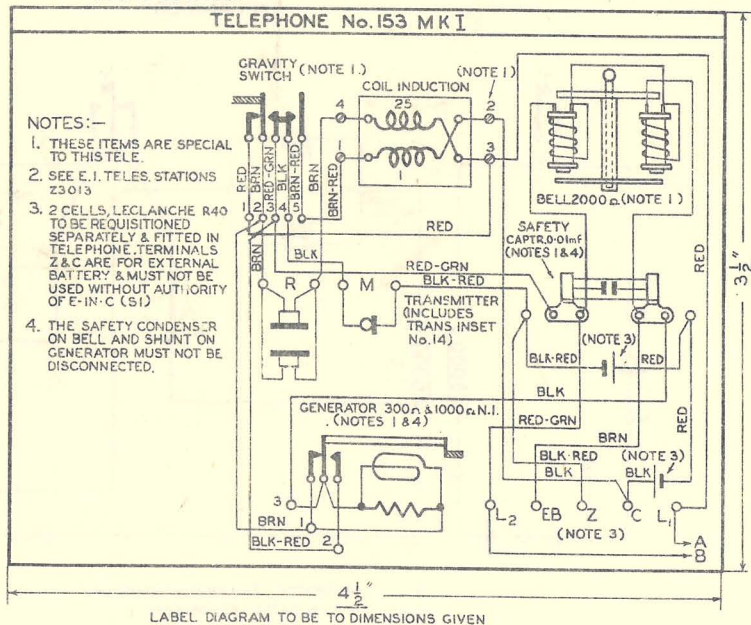 TELEPHONE No. 153 MK I
GRAVITY
SWITCH (NOTE 1.)
COIL INDUCTION
(NOTE 1)
4
25
2
1
1
3
NOTES:—
1. THESE ITEMS ARE SPECIAL
TO THIS TELE.
2. SEE E.I. TELES. STATIONS
Z3013
3. 2 CELLS, LECLANCHE R40
TO BE REQUISITIONED
SEPARATELY & FITTED IN
TELEPHONE. TERMINALS
Z & C ARE FOR EXTERNAL
BATTERY & MUST NOT BE
USED WITHOUT AUTHORITY
OF E-IN-C (S1)
4. THE SAFETY CONDENSER
ON BELL AND SHUNT ON
GENERATOR MUST NOT BE
DISCONNECTED.
RED
BRN
RED-GRN
BLK
BRN-RED
1 2 3 4 5
BRN
BRN-RED
RED
BRN
BLK
R
M
RED-GRN
BLK-RED
TRANSMITTER
(INCLUDES
TRANS INSET
No. 14)
BELL 2000 Ω (NOTE 1)
SAFETY
CAPTR. 0·01mF
(NOTES 1 & 4)
RED
BLK-RED
(NOTE 3)
RED
BLK
RED-GRN
BRN
RED
GENERATOR 300Ω & 1000Ω N.I.
(NOTES 1 & 4)
BLK-RED
BLK
(NOTE 3)
BLK
3
BRN 1
BLK-RED 2
L2 EB Z C L1
(NOTE 3)
A
B
3 1/2"
4 1/2"
LABEL DIAGRAM TO BE TO DIMENSIONS GIVEN